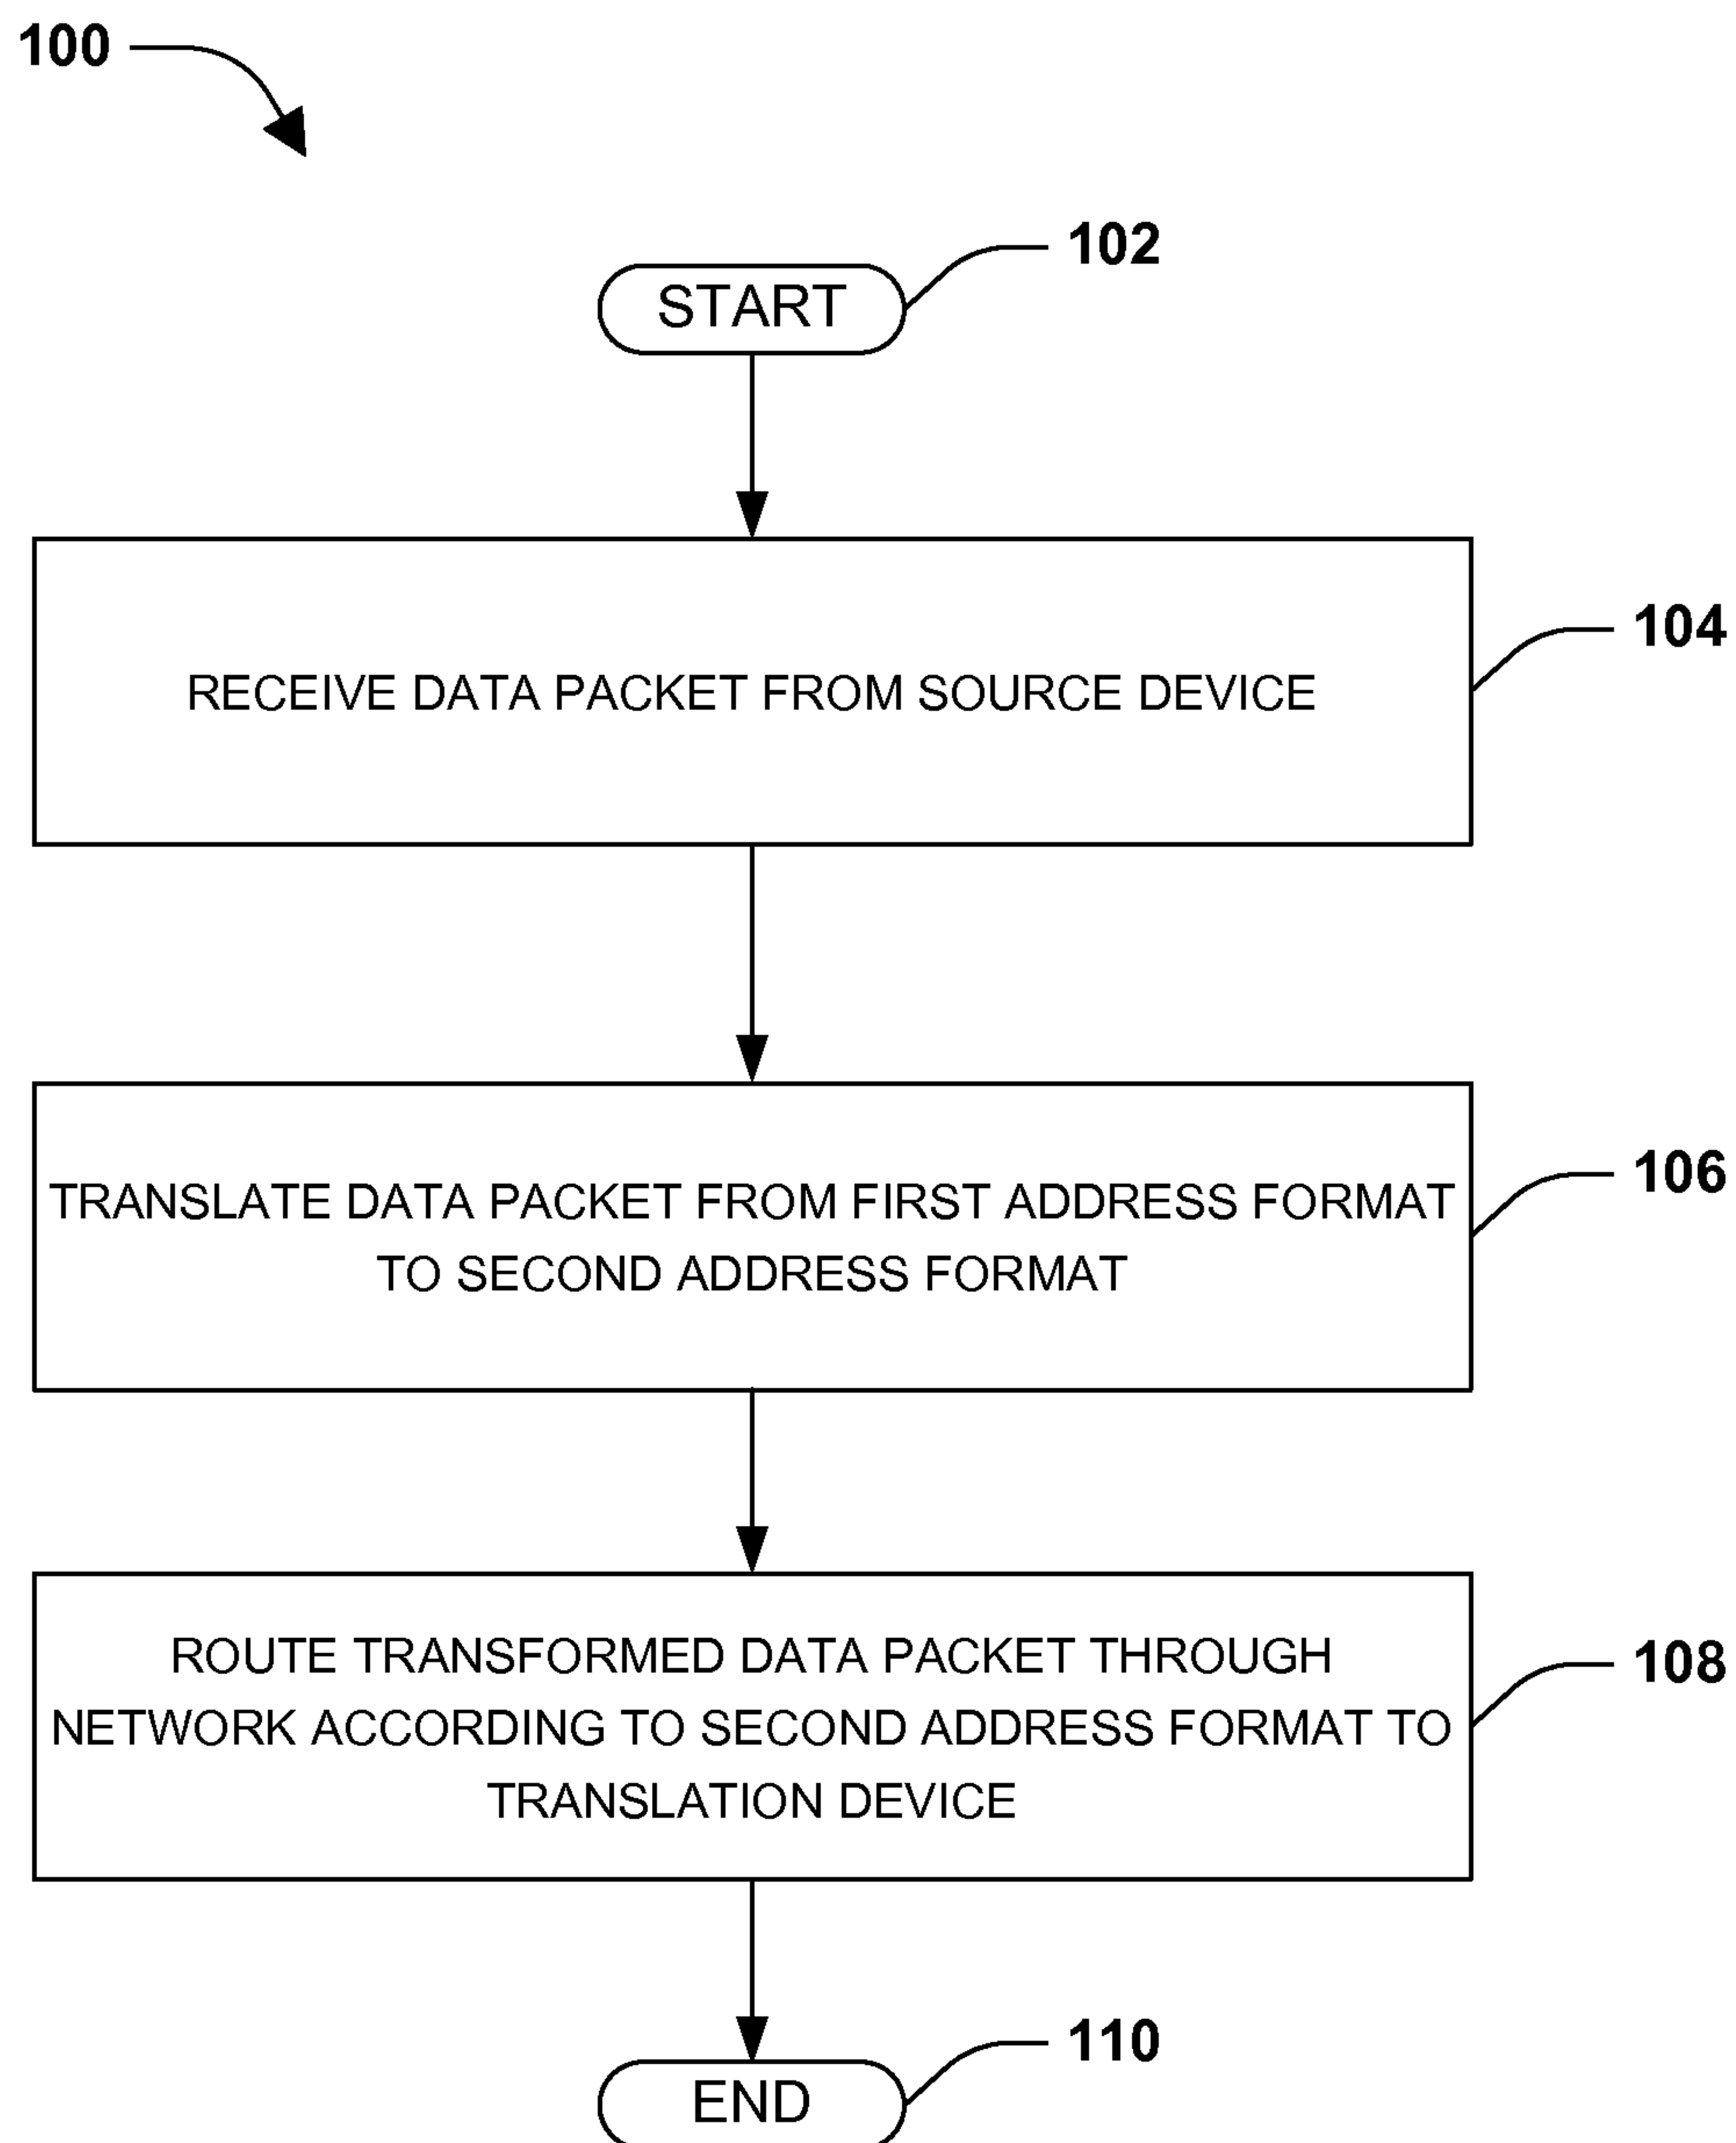 100
102
START
104
RECEIVE DATA PACKET FROM SOURCE DEVICE
106
TRANSLATE DATA PACKET FROM FIRST ADDRESS FORMAT
TO SECOND ADDRESS FORMAT
108
ROUTE TRANSFORMED DATA PACKET THROUGH
NETWORK ACCORDING TO SECOND ADDRESS FORMAT TO
TRANSLATION DEVICE
110
END